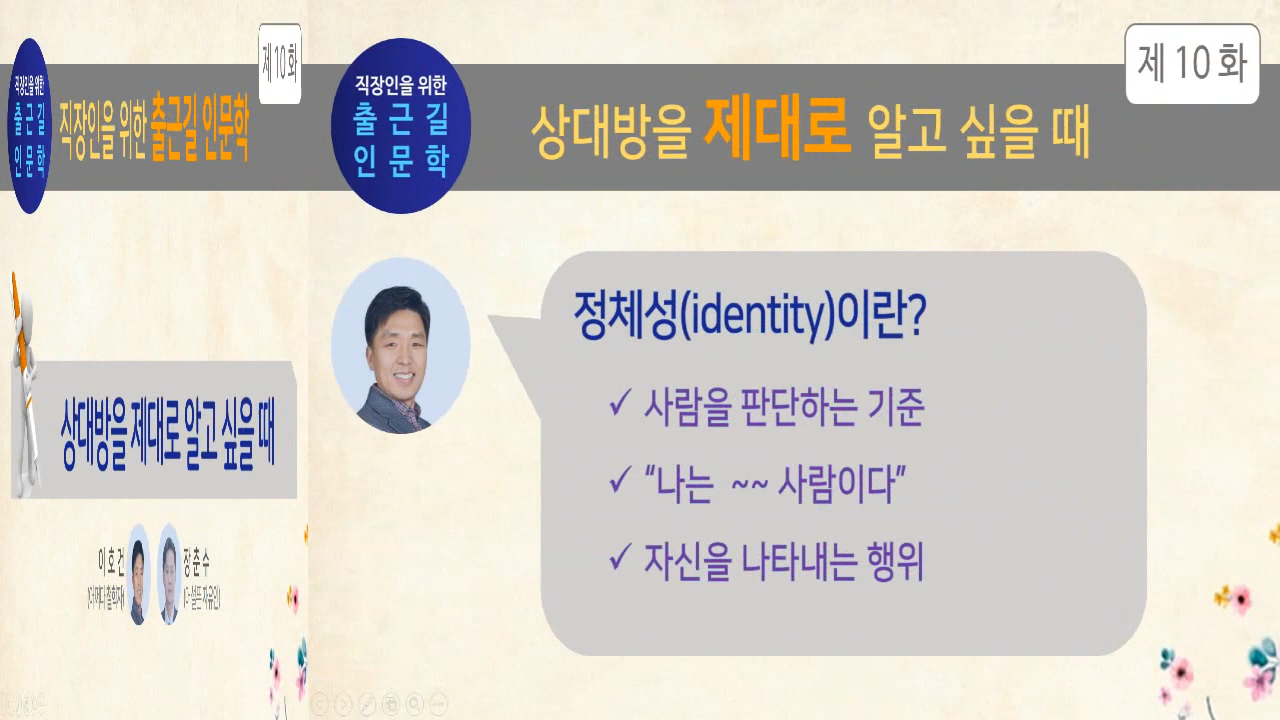 제 10 화
직장인을 위한
출 근 길
인 문 학
직장인을 위한 출근길 인문학
상대방을 제대로 알고 싶을 때
이 호 건
장 춘 수
제 10 화
직장인을 위한
출 근 길
인 문 학
상대방을 제대로 알고 싶을 때
정체성(identity)이란?
✓ 사람을 판단하는 기준
✓ “나는 ~~ 사람이다”
✓ 자신을 나타내는 행위